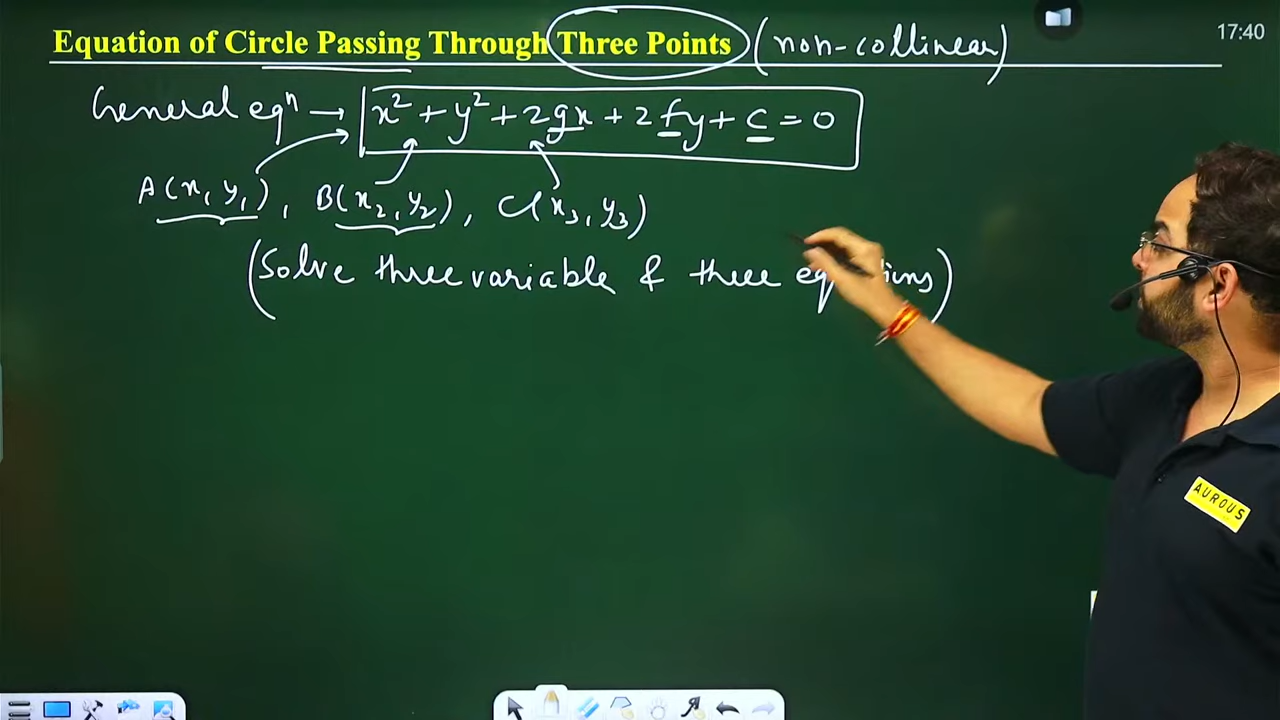 Equation of Circle Passing Through Three Points (non-collinear)
17:40
General eqⁿ → x² + y² + 2gx + 2fy + c = 0
A(x₁ y₁), B(x₂, y₂), C(x₃, y₃)
(Solve three variable & three
AUROUS